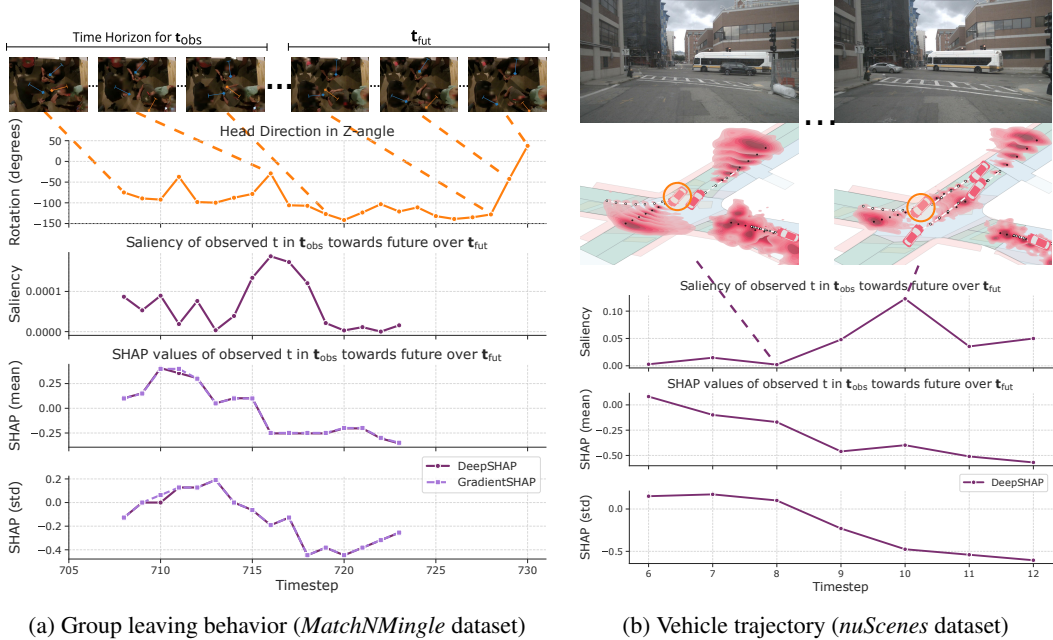 Time Horizon for t_obs
t_fut
Head Direction in Z-angle
Rotation (degrees)
50
0
−50
−100
−150
Saliency of observed t in t_obs towards future over t_fut
Saliency
0.0001
0.0000
SHAP values of observed t in t_obs towards future over t_fut
SHAP (mean)
0.25
0.00
−0.25
DeepSHAP
GradientSHAP
SHAP (std)
0.2
0.0
−0.2
−0.4
705 710 715 720 725 730
Timestep
(a) Group leaving behavior (MatchNMingle dataset)
Saliency of observed t in t_obs towards future over t_fut
Saliency
0.10
0.05
0.00
SHAP values of observed t in t_obs towards future over t_fut
SHAP (mean)
0.00
−0.50
DeepSHAP
SHAP (std)
0.0
−0.5
6 7 8 9 10 11 12
Timestep
(b) Vehicle trajectory (nuScenes dataset)